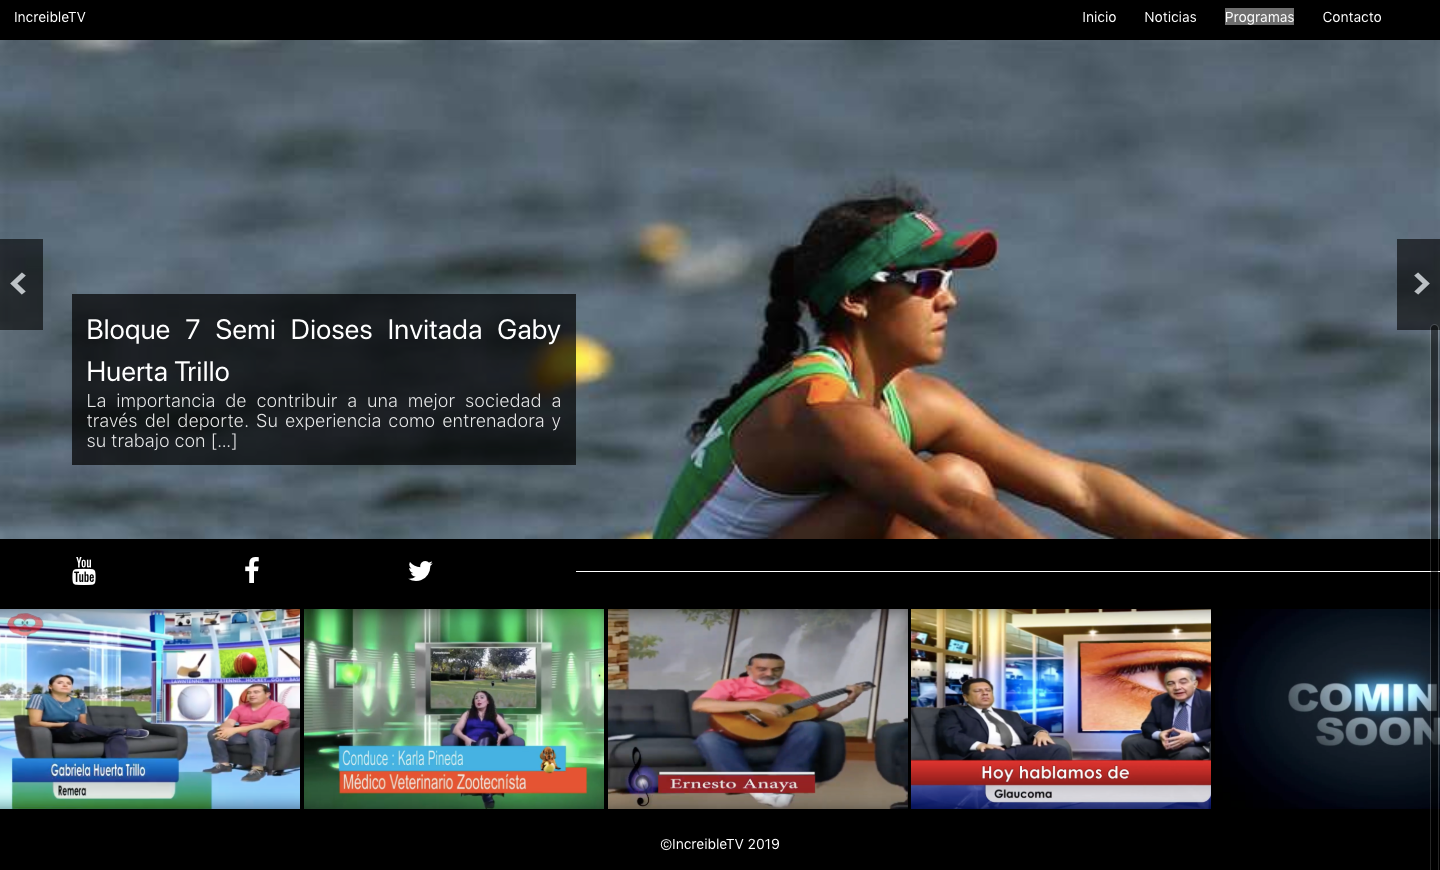 IncreibleTV
Inicio Noticias Programas Contacto
Bloque 7 Semi Dioses Invitada Gaby
Huerta Trillo
La importancia de contribuir a una mejor sociedad a
través del deporte. Su experiencia como entrenadora y
su trabajo con [...]
You
Tube
Gabriela Huerta Trillo
Remera
Conduce : Karla Pineda
Médico Veterinario Zootecnísta
Ernesto Anaya
Hoy hablamos de
Glaucoma
COMIN
SOON
©IncreibleTV 2019